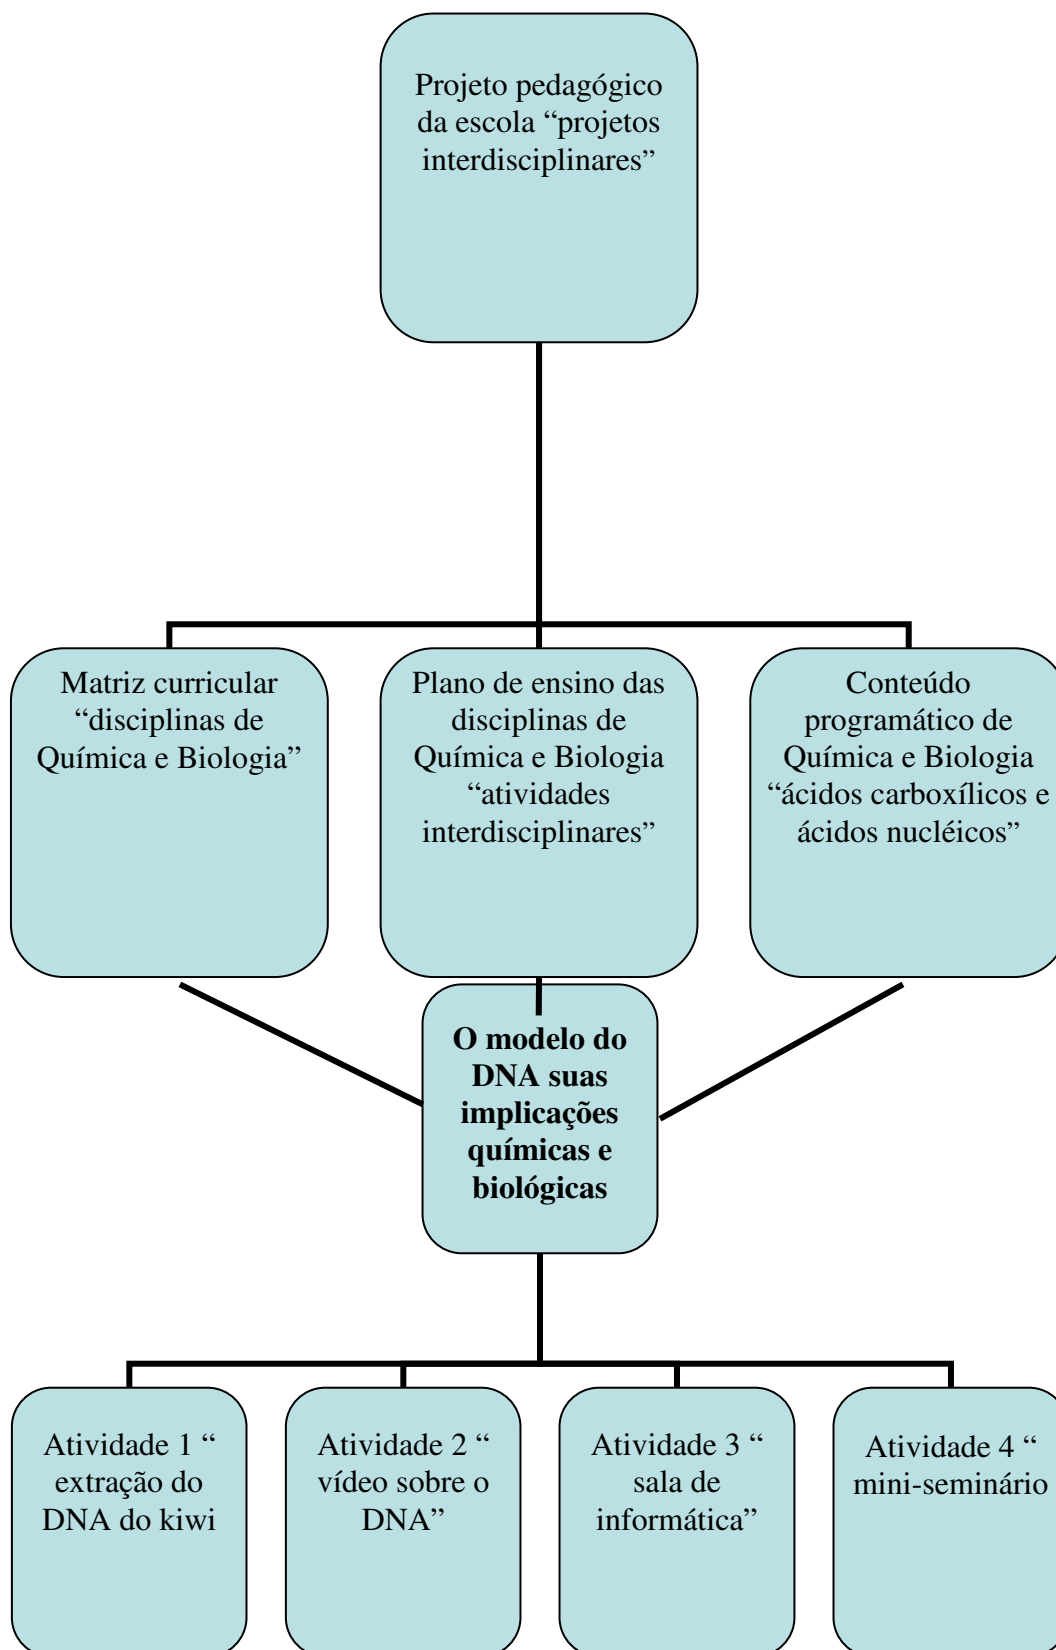 Projeto pedagógico
da escola “projetos
interdisciplinares”
Matriz curricular
“disciplinas de
Química e Biologia”
Plano de ensino das
disciplinas de
Química e Biologia
“atividades
interdisciplinares”
Conteúdo
programático de
Química e Biologia
“ácidos carboxílicos e
ácidos nucléicos”
O modelo do
DNA suas
implicações
químicas e
biológicas
Atividade 1 “
extração do
DNA do kiwi
Atividade 2 “
vídeo sobre o
DNA”
Atividade 3 “
sala de
informática”
Atividade 4 “
mini-seminário